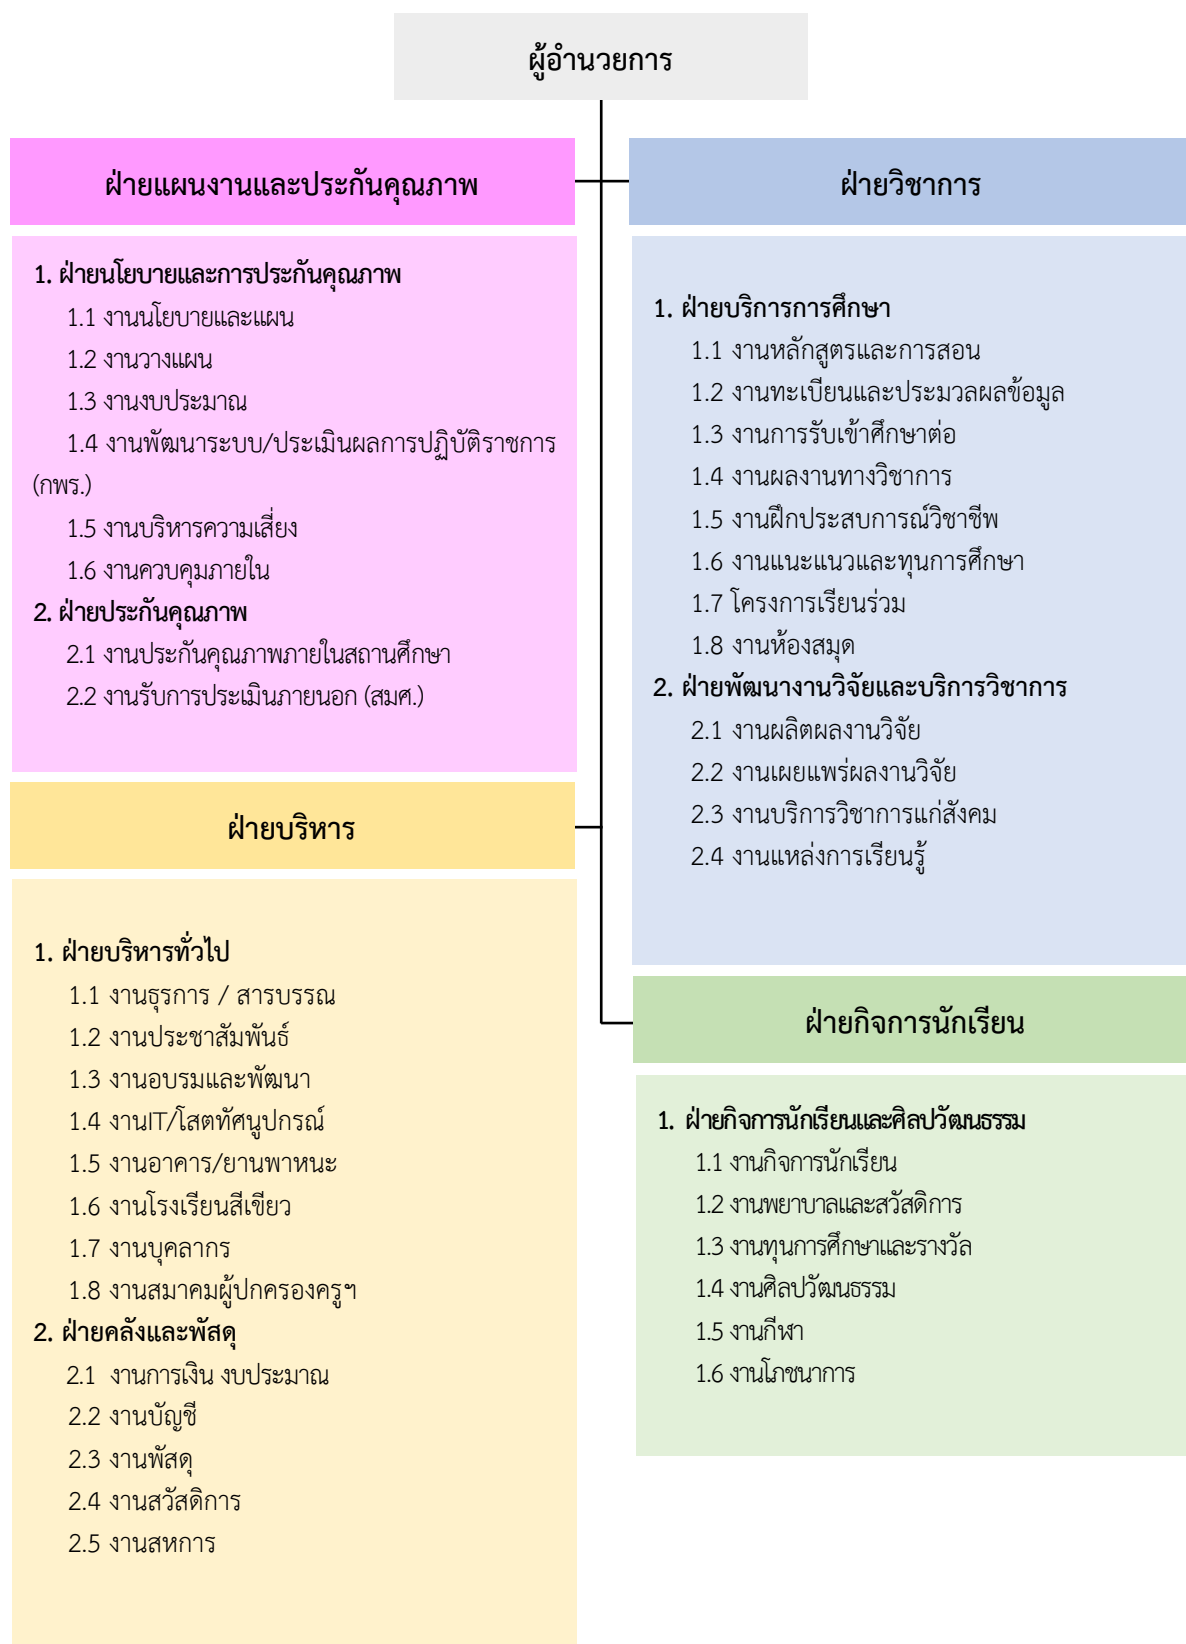 ผู้อำนวยการ
ฝ่ายแผนงานและประกันคุณภาพ
1. ฝ่ายนโยบายและการประกันคุณภาพ
1.1 งานนโยบายและแผน
1.2 งานวางแผน
1.3 งานงบประมาณ
1.4 งานพัฒนาระบบ/ประเมินผลการปฏิบัติราชการ
(กพร.)
1.5 งานบริหารความเสี่ยง
1.6 งานควบคุมภายใน
2. ฝ่ายประกันคุณภาพ
2.1 งานประกันคุณภาพภายในสถานศึกษา
2.2 งานรับการประเมินภายนอก (สมศ.)
ฝ่ายวิชาการ
1. ฝ่ายบริการการศึกษา
1.1 งานหลักสูตรและการสอน
1.2 งานทะเบียนและประมวลผลข้อมูล
1.3 งานการรับเข้าศึกษาต่อ
1.4 งานผลงานทางวิชาการ
1.5 งานฝึกประสบการณ์วิชาชีพ
1.6 งานแนะแนวและทุนการศึกษา
1.7 โครงการเรียนร่วม
1.8 งานห้องสมุด
2. ฝ่ายพัฒนางานวิจัยและบริการวิชาการ
2.1 งานผลิตผลงานวิจัย
2.2 งานเผยแพร่ผลงานวิจัย
2.3 งานบริการวิชาการแก่สังคม
2.4 งานแหล่งการเรียนรู้
ฝ่ายบริหาร
1. ฝ่ายบริหารทั่วไป
1.1 งานธุรการ / สารบรรณ
1.2 งานประชาสัมพันธ์
1.3 งานอบรมและพัฒนา
1.4 งานIT/โสตทัศนูปกรณ์
1.5 งานอาคาร/ยานพาหนะ
1.6 งานโรงเรียนสีเขียว
1.7 งานบุคลากร
1.8 งานสมาคมผู้ปกครองครูฯ
2. ฝ่ายคลังและพัสดุ
2.1 งานการเงิน งบประมาณ
2.2 งานบัญชี
2.3 งานพัสดุ
2.4 งานสวัสดิการ
2.5 งานสหการ
ฝ่ายกิจการนักเรียน
1. ฝ่ายกิจการนักเรียนและศิลปวัฒนธรรม
1.1 งานกิจการนักเรียน
1.2 งานพยาบาลและสวัสดิการ
1.3 งานทุนการศึกษาและรางวัล
1.4 งานศิลปวัฒนธรรม
1.5 งานกีฬา
1.6 งานโภชนาการ